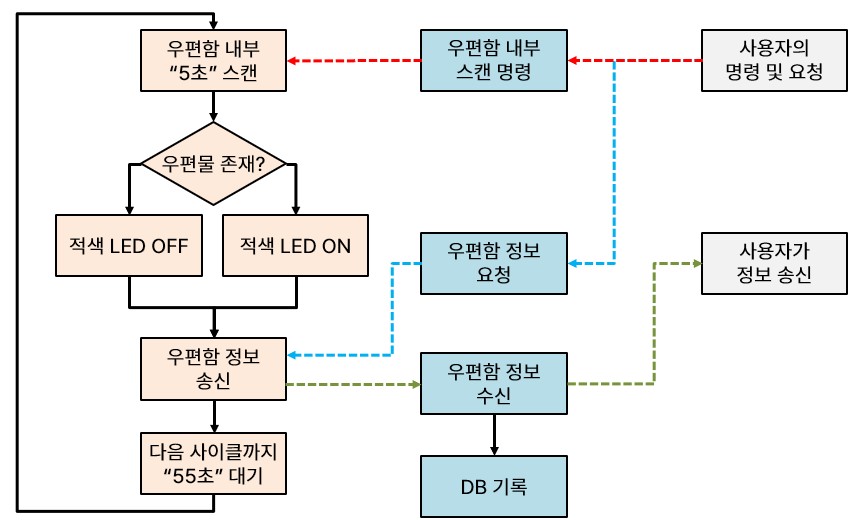 우편함 내부
“5초” 스캔
우편함 내부
스캔 명령
사용자의
명령 및 요청
우편물 존재?
적색 LED OFF
적색 LED ON
우편함 정보
요청
사용자가
정보 송신
우편함 정보
송신
우편함 정보
수신
다음 사이클까지
“55초” 대기
DB 기록